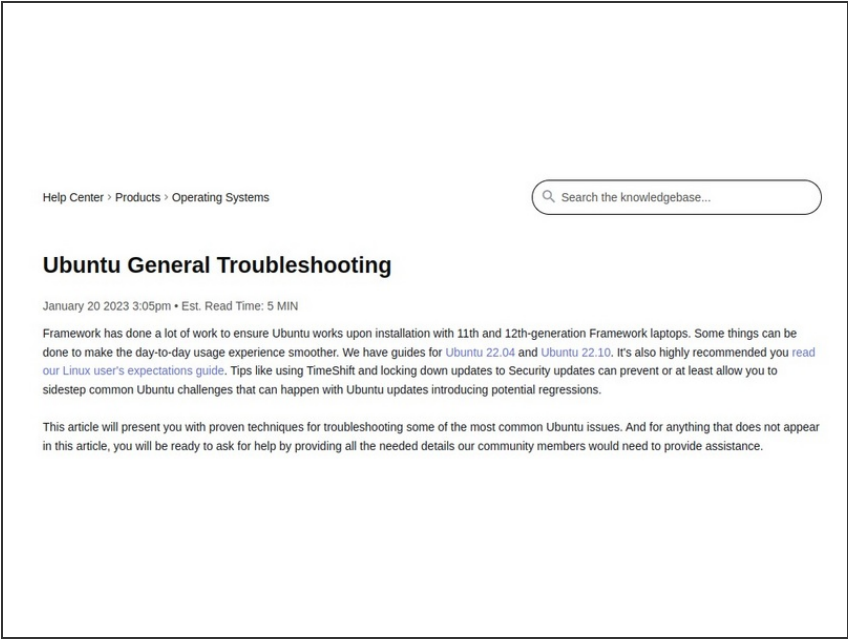 Help Center › Products › Operating Systems
Search the knowledgebase...
Ubuntu General Troubleshooting
January 20 2023 3:05pm • Est. Read Time: 5 MIN
Framework has done a lot of work to ensure Ubuntu works upon installation with 11th and 12th-generation Framework laptops. Some things can be
done to make the day-to-day usage experience smoother. We have guides for Ubuntu 22.04 and Ubuntu 22.10. It's also highly recommended you read
our Linux user's expectations guide. Tips like using TimeShift and locking down updates to Security updates can prevent or at least allow you to
sidestep common Ubuntu challenges that can happen with Ubuntu updates introducing potential regressions.
This article will present you with proven techniques for troubleshooting some of the most common Ubuntu issues. And for anything that does not appear
in this article, you will be ready to ask for help by providing all the needed details our community members would need to provide assistance.